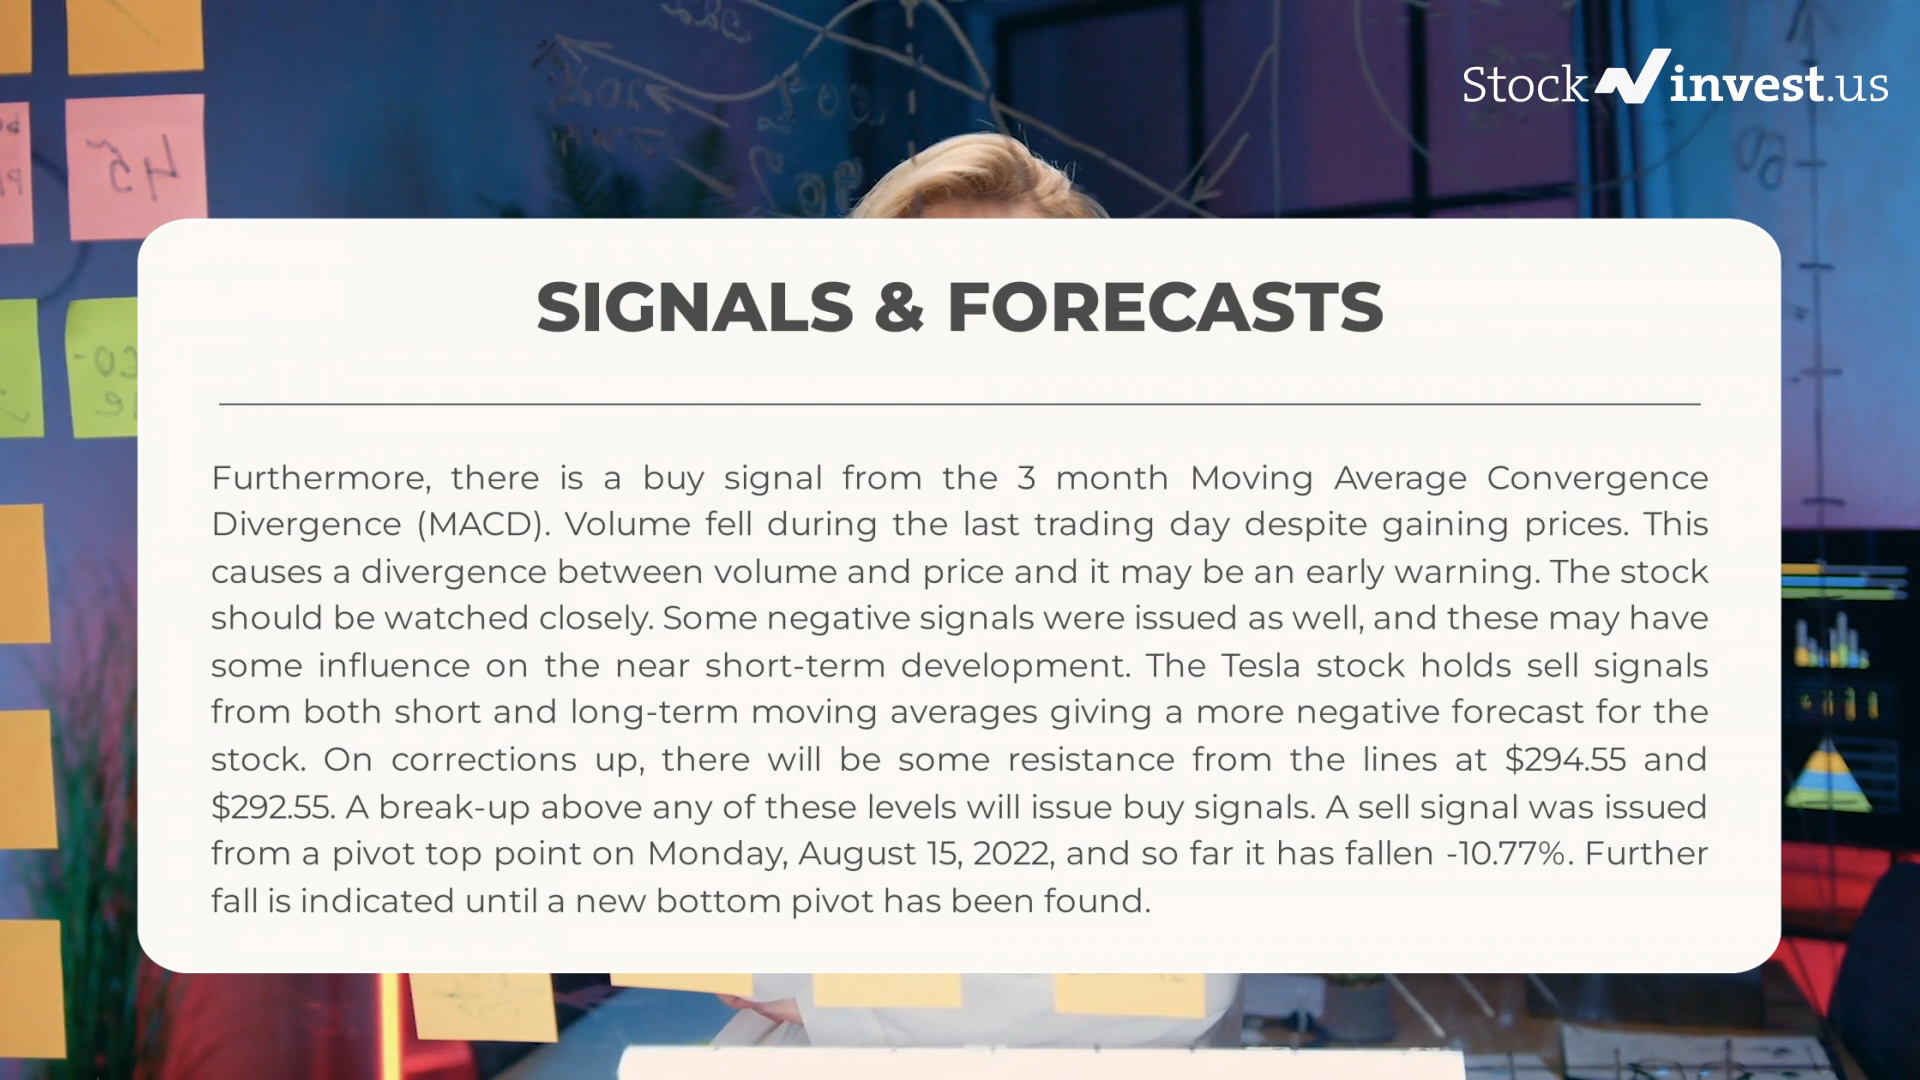 Stock invest.us
45
SIGNALS & FORECASTS
Furthermore, there is a buy signal from the 3 month Moving Average Convergence
Divergence (MACD). Volume fell during the last trading day despite gaining prices. This
causes a divergence between volume and price and it may be an early warning. The stock
should be watched closely. Some negative signals were issued as well, and these may have
some influence on the near short-term development. The Tesla stock holds sell signals
from both short and long-term moving averages giving a more negative forecast for the
stock. On corrections up, there will be some resistance from the lines at $294.55 and
$292.55. A break-up above any of these levels will issue buy signals. A sell signal was issued
from a pivot top point on Monday, August 15, 2022, and so far it has fallen -10.77%. Further
fall is indicated until a new bottom pivot has been found.